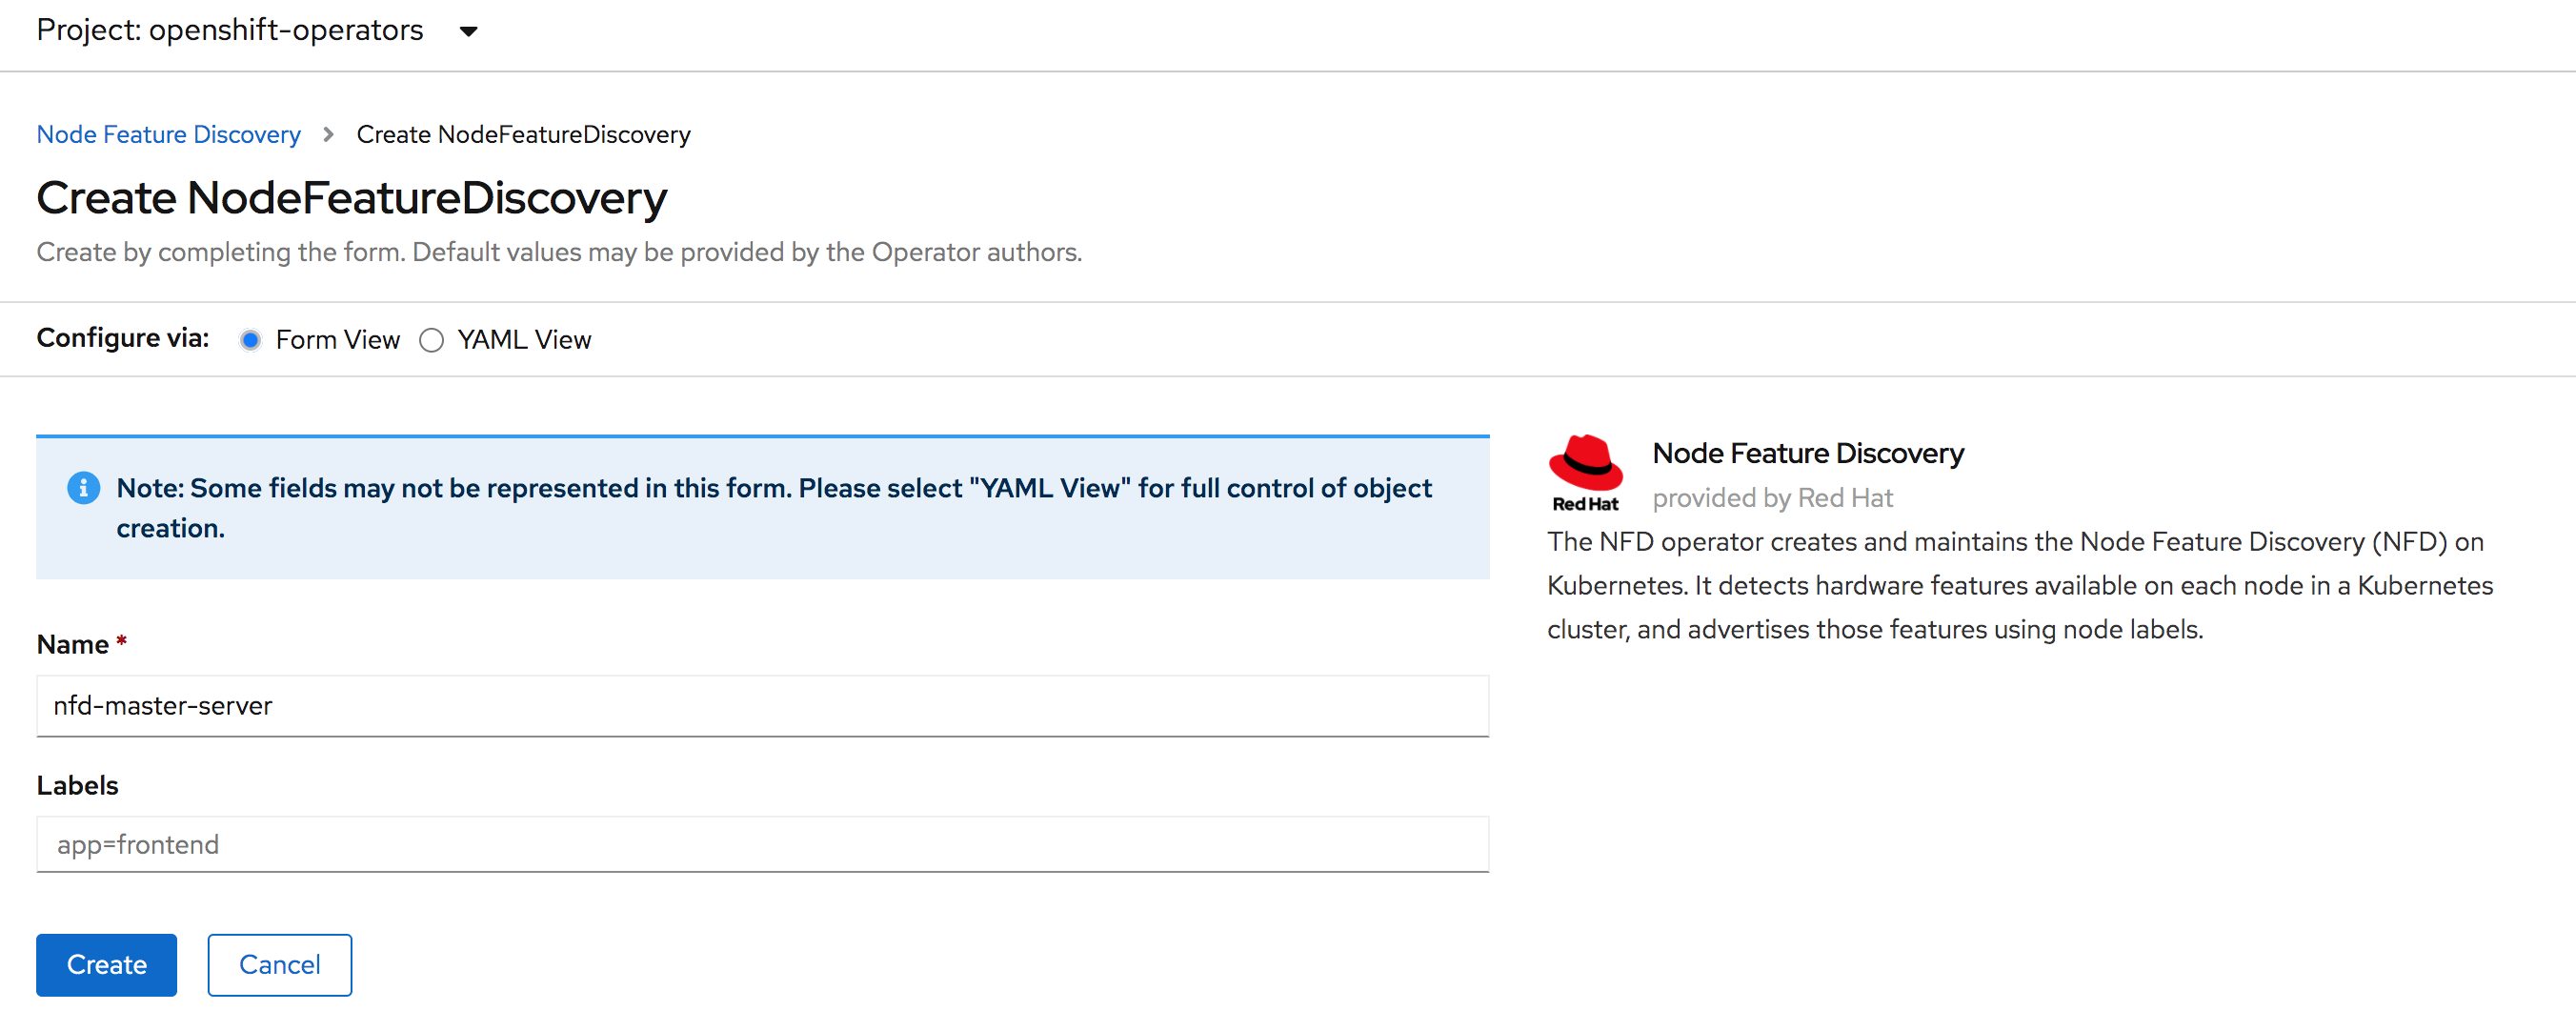 Project: openshift-operators
Node Feature Discovery > Create NodeFeatureDiscovery
Create NodeFeatureDiscovery
Create by completing the form. Default values may be provided by the Operator authors.
Configure via: Form View YAML View
Note: Some fields may not be represented in this form. Please select "YAML View" for full control of object
creation.
Name *
nfd-master-server
Labels
app=frontend
Create Cancel
Red Hat
Node Feature Discovery
provided by Red Hat
The NFD operator creates and maintains the Node Feature Discovery (NFD) on
Kubernetes. It detects hardware features available on each node in a Kubernetes
cluster, and advertises those features using node labels.